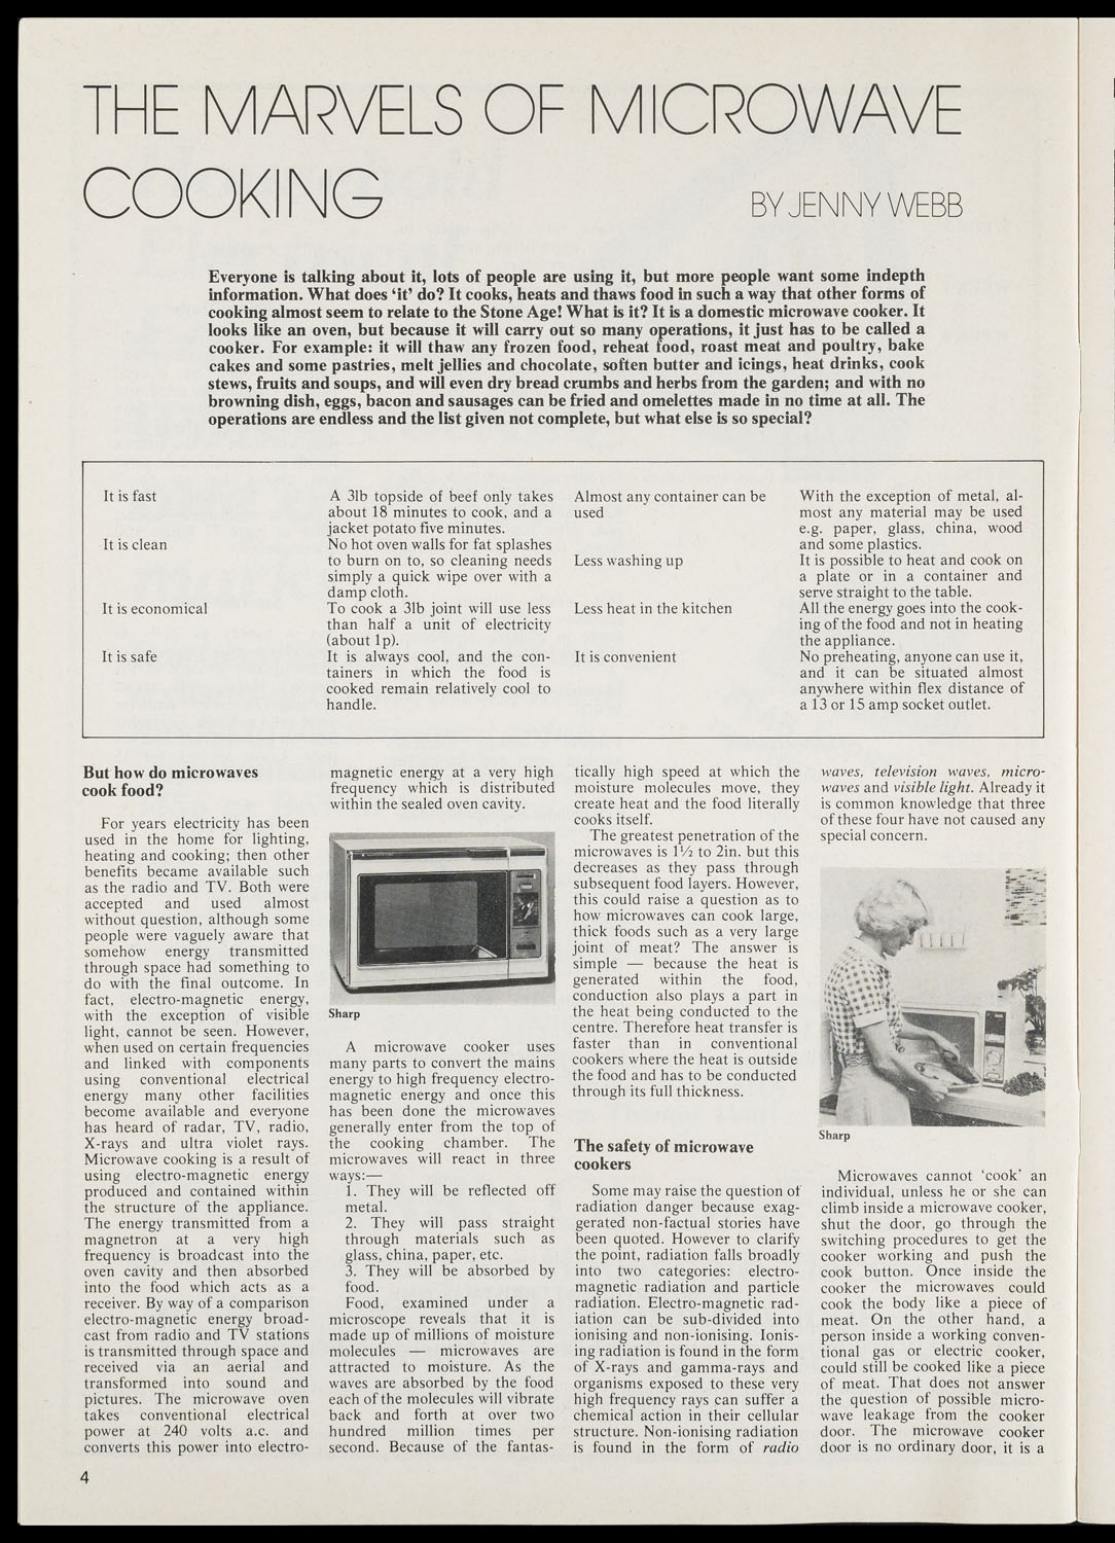 THE MARVELS OF MICROWAVE
COOKING
BY JENNY WEBB
Everyone is talking about it, lots of people are using it, but more people want some indepth
information. What does ‘it’ do? It cooks, heats and thaws food in such a way that other forms of
cooking almost seem to relate to the Stone Age! What is it? It is a domestic microwave cooker. It
looks like an oven, but because it will carry out so many operations, it just has to be called a
cooker. For example: it will thaw any frozen food, reheat food, roast meat and poultry, bake
cakes and some pastries, melt jellies and chocolate, soften butter and icings, heat drinks, cook
stews, fruits and soups, and will even dry bread crumbs and herbs from the garden; and with no
browning dish, eggs, bacon and sausages can be fried and omelettes made in no time at all. The
operations are endless and the list given not complete, but what else is so special?
It is fast
A 3lb topside of beef only takes
about 18 minutes to cook, and a
jacket potato five minutes.
It is clean
No hot oven walls for fat splashes
to burn on to, so cleaning needs
simply a quick wipe over with a
damp cloth.
It is economical
To cook a 3lb joint will use less
than half a unit of electricity
(about 1p).
It is safe
It is always cool, and the con-
tainers in which the food is
cooked remain relatively cool to
handle.
Almost any container can be
used
With the exception of metal, al-
most any material may be used
e.g. paper, glass, china, wood
and some plastics.
Less washing up
It is possible to heat and cook on
a plate or in a container and
serve straight to the table.
Less heat in the kitchen
All the energy goes into the cook-
ing of the food and not in heating
the appliance.
It is convenient
No preheating, anyone can use it,
and it can be situated almost
anywhere within flex distance of
a 13 or 15 amp socket outlet.
But how do microwaves
cook food?
For years electricity has been
used in the home for lighting,
heating and cooking; then other
benefits became available such
as the radio and TV. Both were
accepted and used almost
without question, although some
people were vaguely aware that
somehow energy transmitted
through space had something to
do with the final outcome. In
fact, electro-magnetic energy,
with the exception of visible
light, cannot be seen. However,
when used on certain frequencies
and linked with components
using conventional electrical
energy many other facilities
become available and everyone
has heard of radar, TV, radio,
X-rays and ultra violet rays.
Microwave cooking is a result of
using electro-magnetic energy
produced and contained within
the structure of the appliance.
The energy transmitted from a
magnetron at a very high
frequency is broadcast into the
oven cavity and then absorbed
into the food which acts as a
receiver. By way of a comparison
electro-magnetic energy broad-
cast from radio and TV stations
is transmitted through space and
received via an aerial and
transformed into sound and
pictures. The microwave oven
takes conventional electrical
power at 240 volts a.c. and
converts this power into electro-
magnetic energy at a very high
frequency which is distributed
within the sealed oven cavity.
Sharp
A microwave cooker uses
many parts to convert the mains
energy to high frequency electro-
magnetic energy and once this
has been done the microwaves
generally enter from the top of
the cooking chamber. The
microwaves will react in three
ways:—
1. They will be reflected off
metal.
2. They will pass straight
through materials such as
glass, china, paper, etc.
3. They will be absorbed by
food.
Food, examined under a
microscope reveals that it is
made up of millions of moisture
molecules — microwaves are
attracted to moisture. As the
waves are absorbed by the food
each of the molecules will vibrate
back and forth at over two
hundred million times per
second. Because of the fantas-
tically high speed at which the
moisture molecules move, they
create heat and the food literally
cooks itself.
The greatest penetration of the
microwaves is 1½ to 2in. but this
decreases as they pass through
subsequent food layers. However,
this could raise a question as to
how microwaves can cook large,
thick foods such as a very large
joint of meat? The answer is
simple — because the heat is
generated within the food,
conduction also plays a part in
the heat being conducted to the
centre. Therefore heat transfer is
faster than in conventional
cookers where the heat is outside
the food and has to be conducted
through its full thickness.
The safety of microwave
cookers
Some may raise the question of
radiation danger because exag-
gerated non-factual stories have
been quoted. However to clarify
the point, radiation falls broadly
into two categories: electro-
magnetic radiation and particle
radiation. Electro-magnetic rad-
iation can be sub-divided into
ionising and non-ionising. Ionis-
ing radiation is found in the form
of X-rays and gamma-rays and
organisms exposed to these very
high frequency rays can suffer a
chemical action in their cellular
structure. Non-ionising radiation
is found in the form of radio
waves, television waves, micro-
waves and visible light. Already it
is common knowledge that three
of these four have not caused any
special concern.
Sharp
Microwaves cannot ‘cook’ an
individual, unless he or she can
climb inside a microwave cooker,
shut the door, go through the
switching procedures to get the
cooker working and push the
cook button. Once inside the
cooker the microwaves could
cook the body like a piece of
meat. On the other hand, a
person inside a working conven-
tional gas or electric cooker,
could still be cooked like a piece
of meat. That does not answer
the question of possible micro-
wave leakage from the cooker
door. The microwave cooker
door is no ordinary door, it is a
4